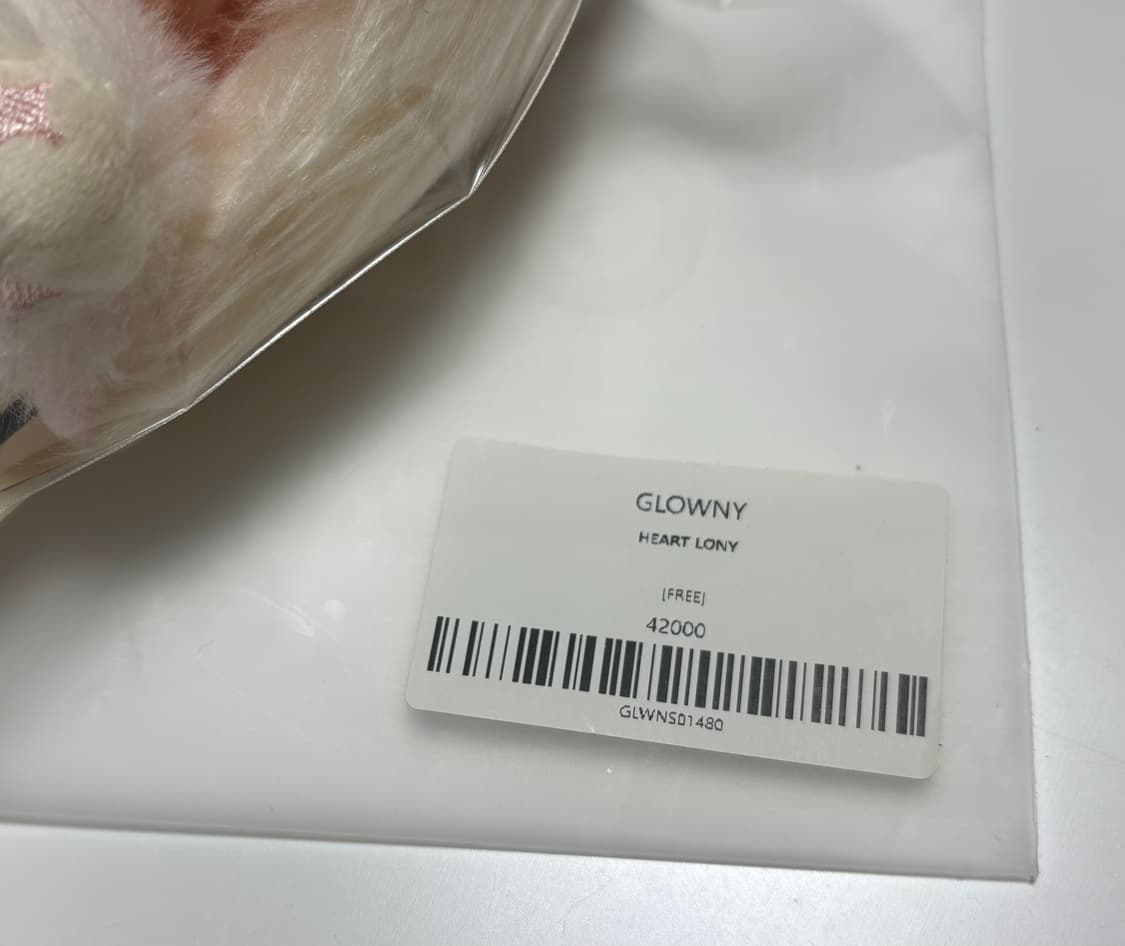 GLOWNY
HEART LONY
[FREE]
42000
GLWNS01480